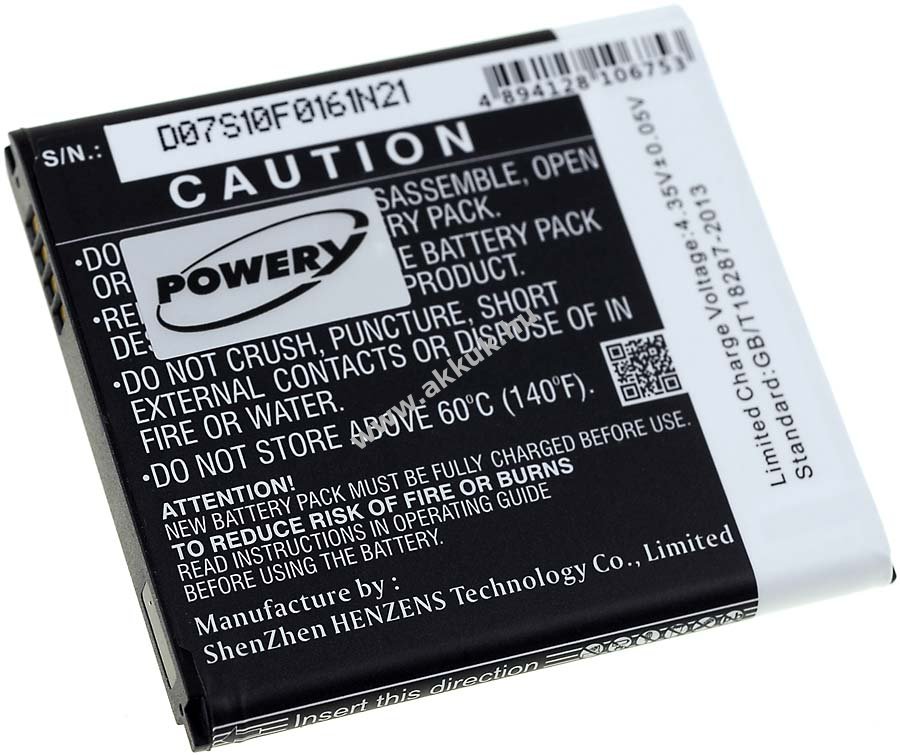 S/N.: D07S10F0161N21
4 894128 106753
CAUTION
SASSEMBLE, OPEN
RY PACK.
•DO E BATTERY PACK
OR PRODUCT.
•RE
DES
POWERY
•DO NOT CRUSH, PUNCTURE, SHORT
EXTERNAL CONTACTS OR DISPOSE OF IN
FIRE OR WATER.
•DO NOT STORE ABOVE 60°C (140°F).
www.akkuk.hu
ATTENTION!
NEW BATTERY PACK MUST BE FULLY CHARGED BEFORE
TO REDUCE RISK OF FIRE OR BURNS
READ INSTRUCTIONS IN OPERATING GUIDE
BEFORE USING THE BATTERY.
Manufacture by :
ShenZhen HENZENS Technology Co., Limited
Insert this direction
Limited Charge Voltage:4.35V±0.05V
Standard:GB/T18287-2013